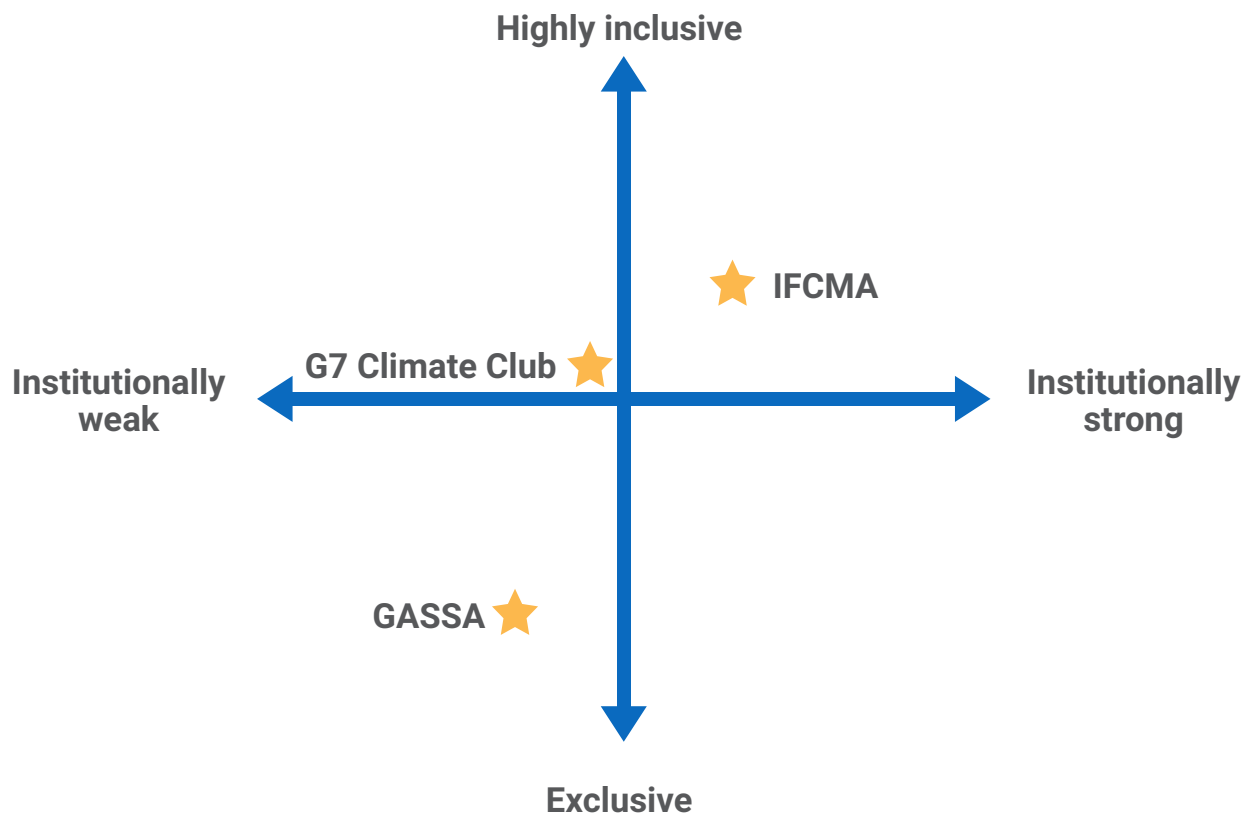 Highly inclusive
IFCMA
G7 Climate Club
Institutionally
weak
Institutionally
strong
GASSA
Exclusive